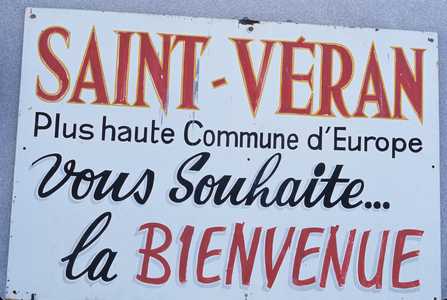 SAINT-VÉRAN
Plus haute Commune d'Europe
Vous Souhaite...
la BIENVENUE